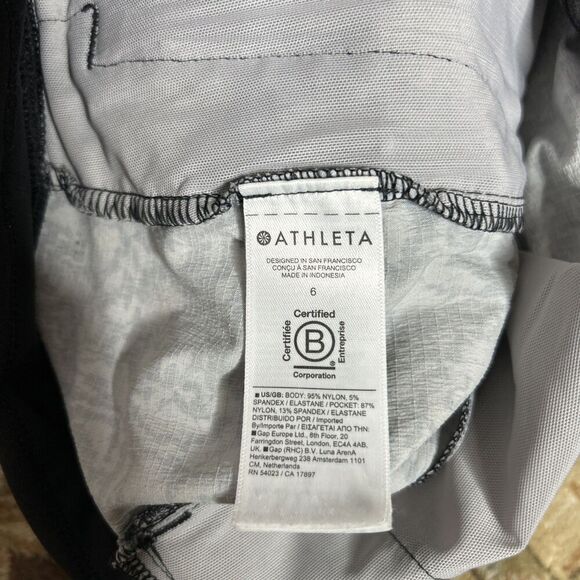 ATHLETA
DESIGNED IN SAN FRANCISCO
CONÇU À SAN FRANCISCO
MADE IN INDONESIA
6
Certified
Certifiée
B
®
Entreprise
Corporation
■ US/GB: BODY: 95% NYLON, 5%
SPANDEX / ELASTANE / POCKET: 87%
NYLON, 13% SPANDEX / ELASTANE
DISTRIBUIDO POR / Imported
By/Importé Par / ΕΙΣΑΓΕΤΑΙ ΑΠΟ ΤΗΝ:
■ Gap Europe Ltd., 6th Floor, 20
Farringdon Street, London, EC4A 4AB,
UK. ■ Gap (RHC) B.V. Luna ArenA
Herikerbergweg 238 Amsterdam 1101
CM, Netherlands
RN 54023 / CA 17897